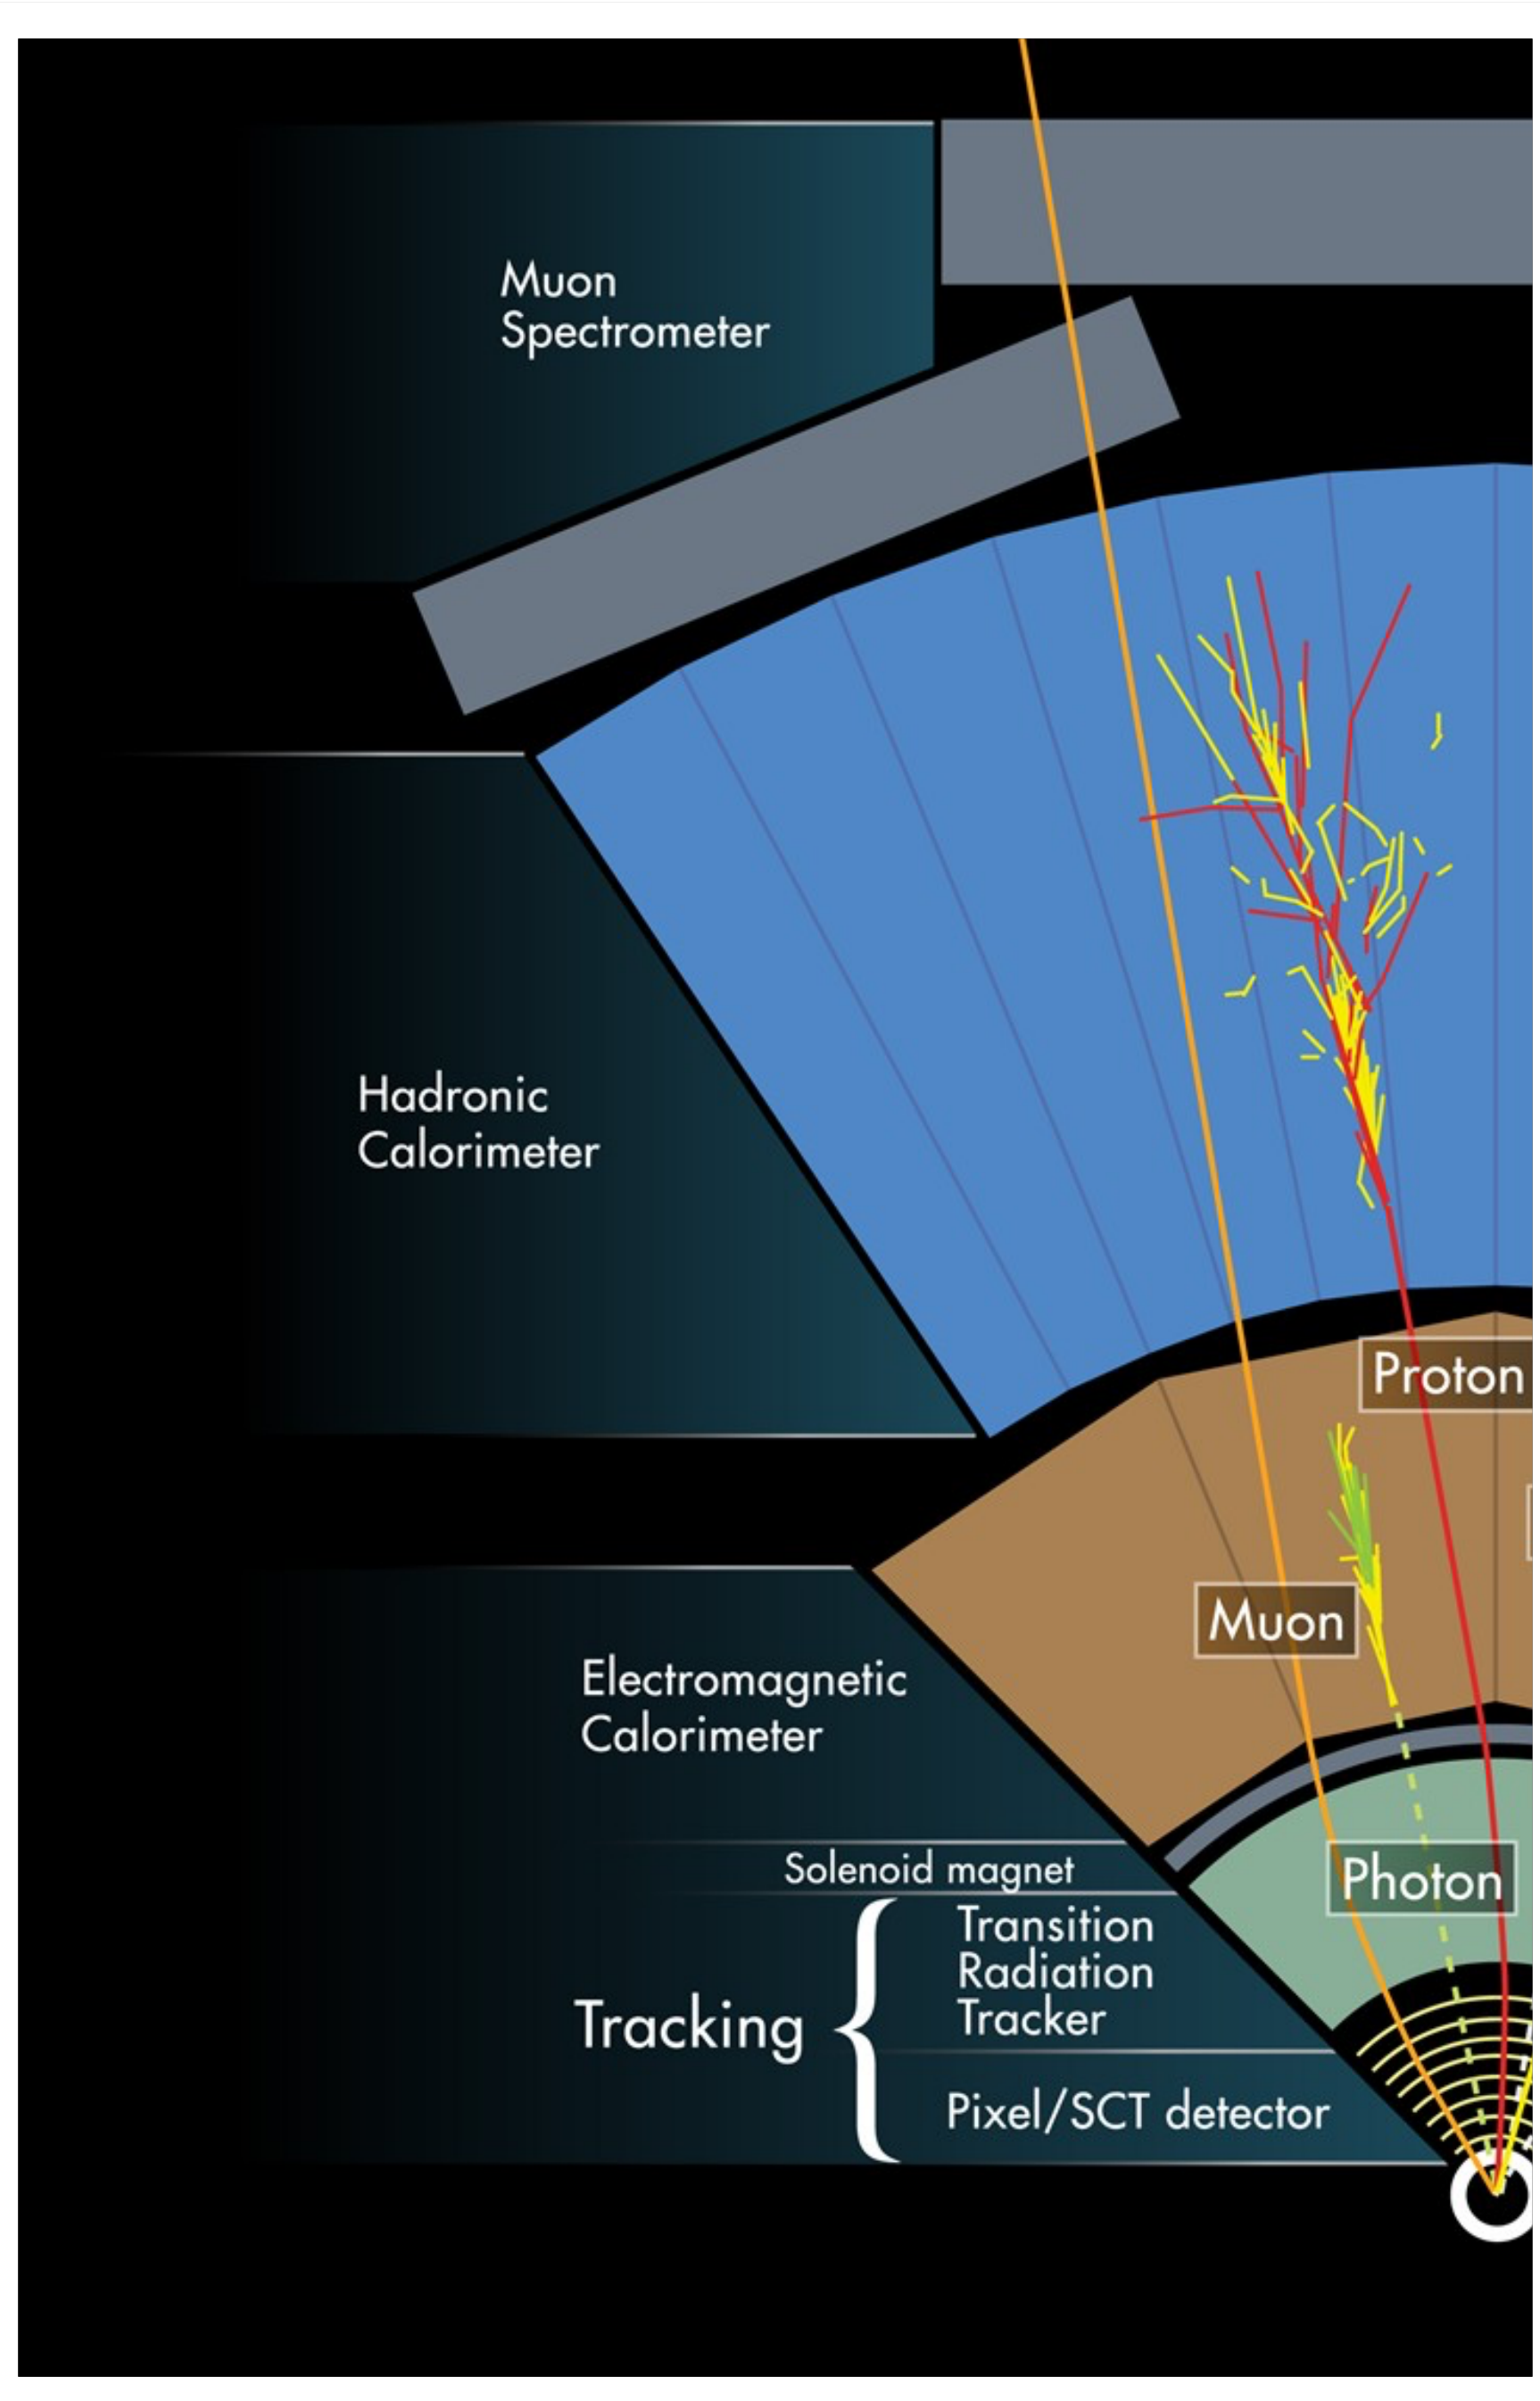 Muon
Spectrometer
Hadronic
Calorimeter
Proton
Muon
Electromagnetic
Calorimeter
Solenoid magnet
Photon
Transition
Radiation
Tracker
Tracking
Pixel/SCT detector